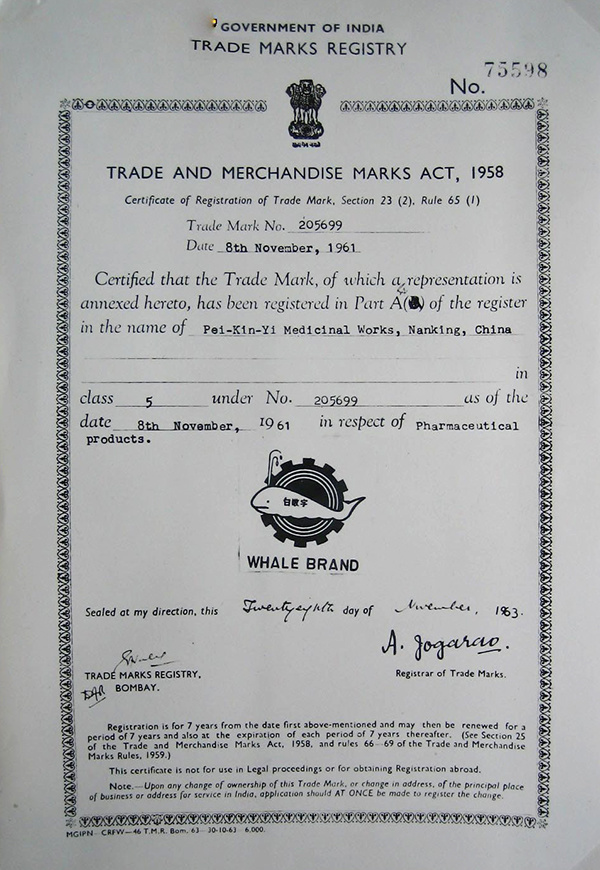 GOVERNMENT OF INDIA
TRADE MARKS REGISTRY
75598
No.
TRADE AND MERCHANDISE MARKS ACT, 1958
Certificate of Registration of Trade Mark, Section 23 (2), Rule 65 (1)
Trade Mark No. 205699
Date 8th November, 1961
Certified that the Trade Mark, of which a representation is
annexed hereto, has been registered in Part A( ) of the register
in the name of Pei-Kin-Yi Medicinal Works, Nanking, China
in
class 5 under No. 205699 as of the
date 8th November, 1961 in respect of Pharmaceutical
products.
白敬宇
WHALE BRAND
Sealed at my direction, this Twentyeighth day of November, 1963.
A. Jogarao.
TRADE MARKS REGISTRY, Registrar of Trade Marks.
BOMBAY.
Registration is for 7 years from the date first above-mentioned and may then be renewed for a
period of 7 years and also at the expiration of each period of 7 years thereafter. (See Section 25
of the Trade and Merchandise Marks Act, 1958, and rules 66—69 of the Trade and Merchandise
Marks Rules, 1959.)
This certificate is not for use in Legal proceedings or for obtaining Registration abroad.
Note.—Upon any change of ownership of this Trade Mark, or change in address, of the principal place
of business or address for service in India, application should AT ONCE be made to register the change.
MGIPN—CRFW—46 T.M.R. Bom. 63—30-10-63—6,000.